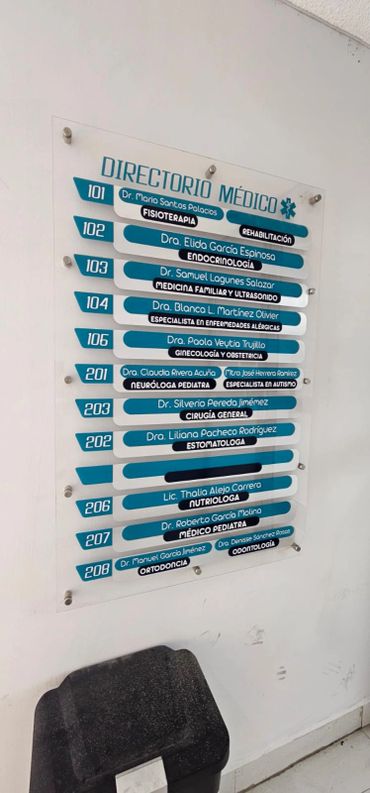 DIRECTORIO MÉDICO
101 Dr. Mario Santos Palacios
FISIOTERAPIA REHABILITACIÓN
102 Dra. Elida García Espinosa
ENDOCRINOLOGÍA
103 Dr. Samuel Lagunes Salazar
MEDICINA FAMILIAR Y ULTRASONIDO
104 Dra. Blanca L. Martínez Olivier
ESPECIALISTA EN ENFERMEDADES ALÉRGICAS
106 Dra. Paola Veytia Trujillo
GINECOLOGÍA Y OBSTETRICIA
201 Dra. Claudia Rivera Acuña Mtro. José Herrera Ramírez
NEURÓLOGA PEDIATRA ESPECIALISTA EN AUTISMO
203 Dr. Silverio Pereda Jiménez
CIRUGÍA GENERAL
202 Dra. Liliana Pacheco Rodríguez
ESTOMATOLOGA
206 Lic. Thalia Alejo Carrera
NUTRIOLOGA
207 Dr. Roberto García Molina
MÉDICO PEDIATRA
208 Dr. Manuel García Jiménez Dra. Denisse Sánchez
ORTODONCIA ODONTOLOGÍA